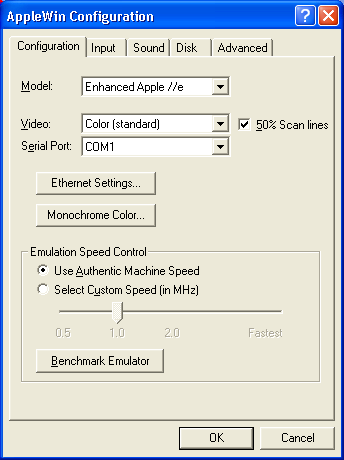 AppleWin Configuration
Configuration Input Sound Disk Advanced
Model: Enhanced Apple //e
Video: Color (standard) 50% Scan lines
Serial Port: COM1
Ethernet Settings...
Monochrome Color...
Emulation Speed Control
Use Authentic Machine Speed
Select Custom Speed (in MHz)
0.5 1.0 2.0 Fastest
Benchmark Emulator
OK Cancel